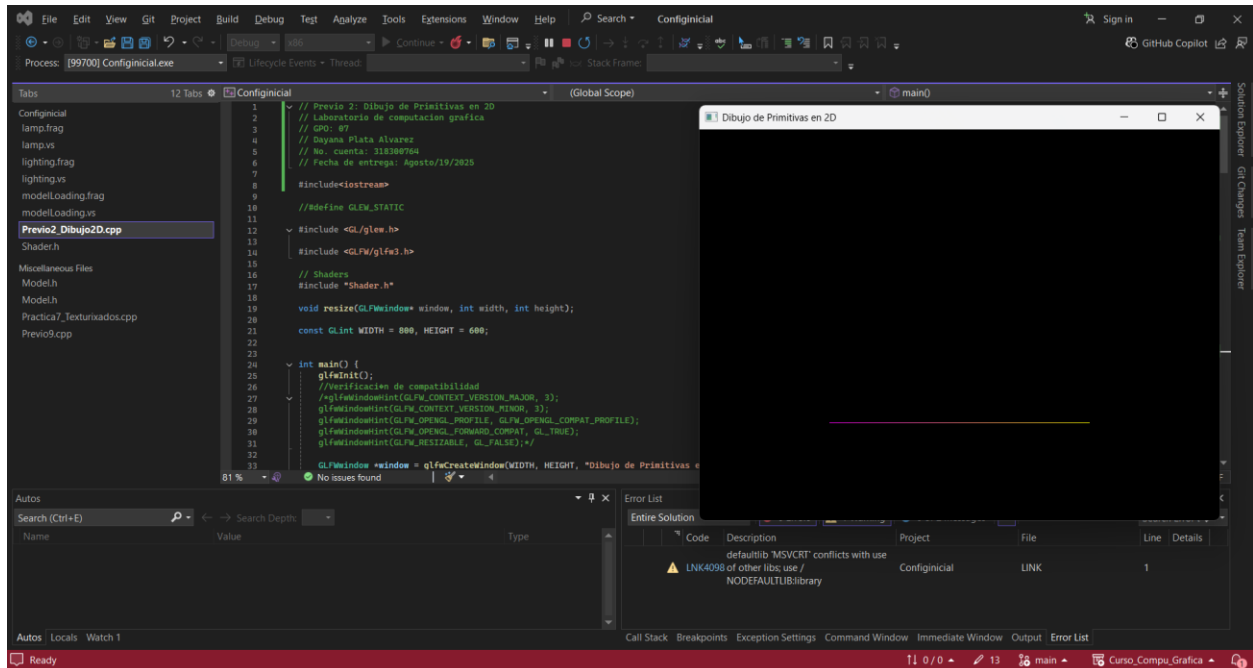 File Edit View Git Project Build Debug Test Analyze Tools Extensions Window Help Search Configinicial Sign in
Debug x86 Continue GitHub Copilot
Process: [99700] Configinicial.exe Lifecycle Events Thread: Stack Frame:
Tabs 12 Tabs
Configinicial
lamp.frag
lamp.vs
lighting.frag
lighting.vs
modelLoading.frag
modelLoading.vs
Previo2_Dibujo2D.cpp
Shader.h
Miscellaneous Files
Model.h
Model.h
Practica7_Texturixados.cpp
Previo9.cpp
Configinicial (Global Scope) main()
1 // Previo 2: Dibujo de Primitivas en 2D
2 // Laboratorio de computacion grafica
3 // GPO: 07
4 // Dayana Plata Alvarez
5 // No. cuenta: 318300764
6 // Fecha de entrega: Agosto/19/2025
7
8 #include<iostream>
9
10 //#define GLEW_STATIC
11
12 #include <GL/glew.h>
13
14 #include <GLFW/glfw3.h>
15
16 // Shaders
17 #include "Shader.h"
18
19 void resize(GLFWwindow* window, int width, int height);
20
21 const GLint WIDTH = 800, HEIGHT = 600;
22
23
24 int main() {
25 glfwInit();
26 //Verificaci•n de compatibilidad
27 /*glfwWindowHint(GLFW_CONTEXT_VERSION_MAJOR, 3);
28 glfwWindowHint(GLFW_CONTEXT_VERSION_MINOR, 3);
29 glfwWindowHint(GLFW_OPENGL_PROFILE, GLFW_OPENGL_COMPAT_PROFILE);
30 glfwWindowHint(GLFW_OPENGL_FORWARD_COMPAT, GL_TRUE);
31 glfwWindowHint(GLFW_RESIZABLE, GL_FALSE);*/
32
33 GLFWwindow *window = glfwCreateWindow(WIDTH, HEIGHT, "Dibujo de Primitivas e
81 % No issues found
Dibujo de Primitivas en 2D
Solution Explorer
Git Changes
Team Explorer
Autos
Search (Ctrl+E) Search Depth:
Name Value Type
Error List
Entire Solution
Code Description Project File Line Details
LNK4098 defaultlib 'MSVCRT' conflicts with use
of other libs; use / Configinicial LINK 1
NODEFAULTLIB:library
Autos Locals Watch 1
Call Stack Breakpoints Exception Settings Command Window Immediate Window Output Error List
Ready 0 / 0 13 main Curso_Compu_Grafica